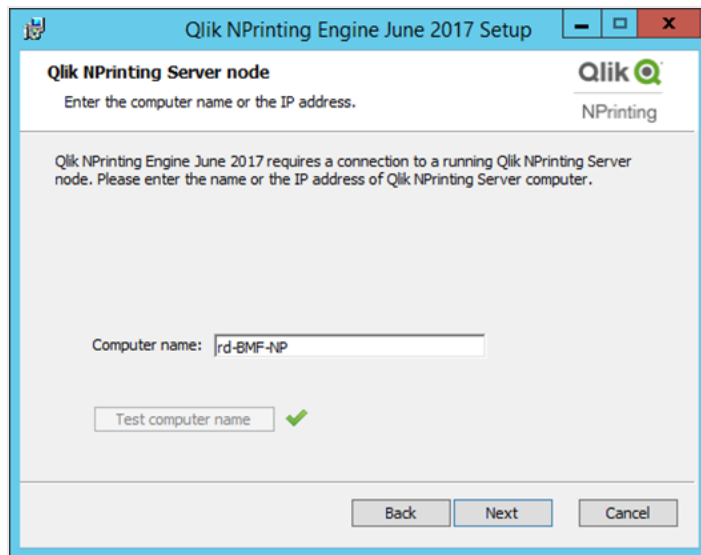 Qlik NPrinting Engine June 2017 Setup
Qlik NPrinting Server node
Enter the computer name or the IP address.
Qlik
NPrinting
Qlik NPrinting Engine June 2017 requires a connection to a running Qlik NPrinting Server
node. Please enter the name or the IP address of Qlik NPrinting Server computer.
Computer name: rd-BMF-NP
Test computer name
Back Next Cancel